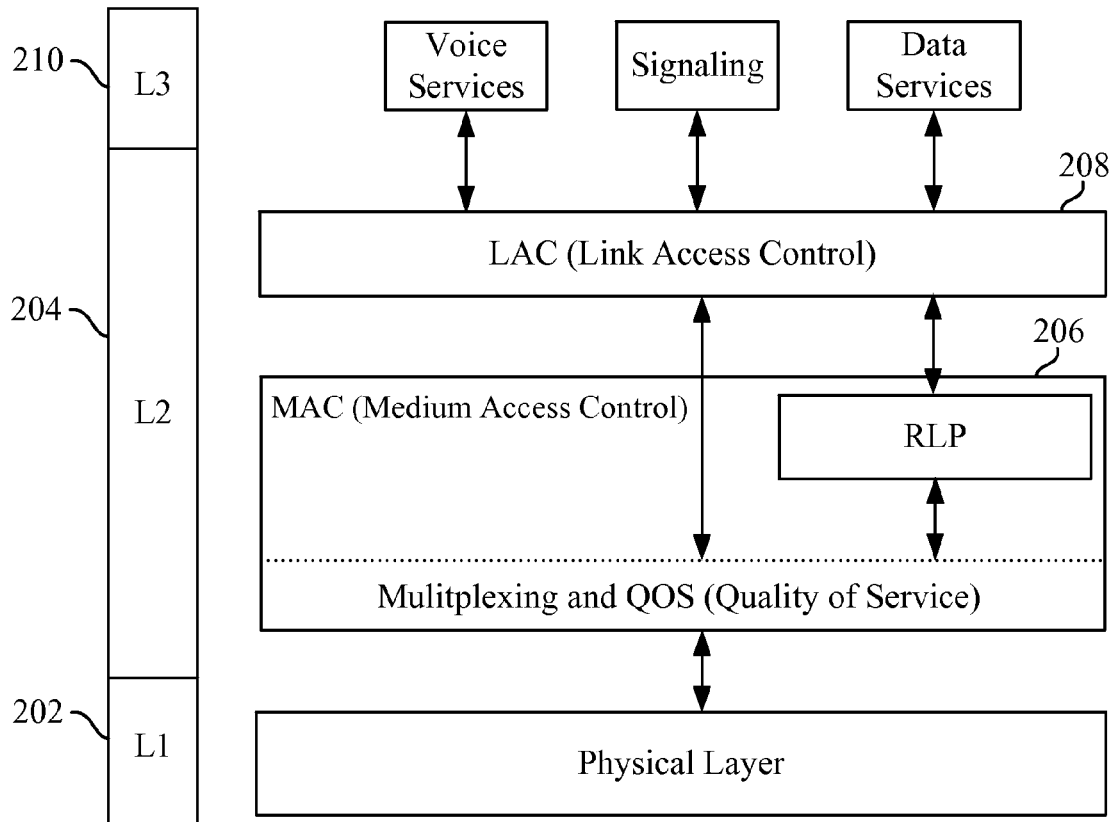 210
L3
Voice
Services
Signaling
Data
Services
208
LAC (Link Access Control)
204
L2
206
MAC (Medium Access Control)
RLP
Mulitplexing and QOS (Quality of Service)
202
L1
Physical Layer